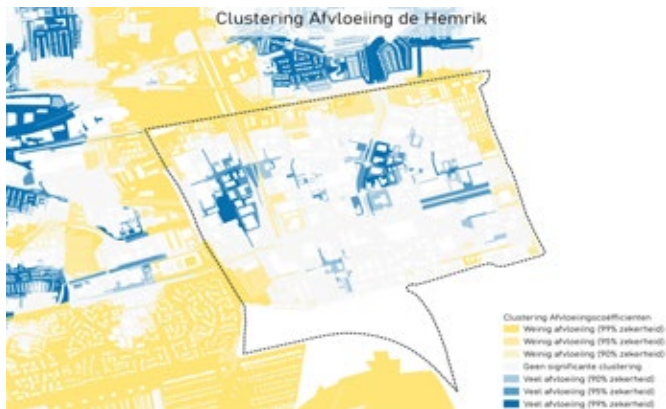 Clustering Afvloeiing de Hemrik
Clustering Afvloeiingscoëfficienten
Weinig afvloeiing (99% zekerheid)
Weinig afvloeiing (95% zekerheid)
Weinig afvloeiing (90% zekerheid)
Geen significante clustering
Veel afvloeiing (90% zekerheid)
Veel afvloeiing (95% zekerheid)
Veel afvloeiing (99% zekerheid)